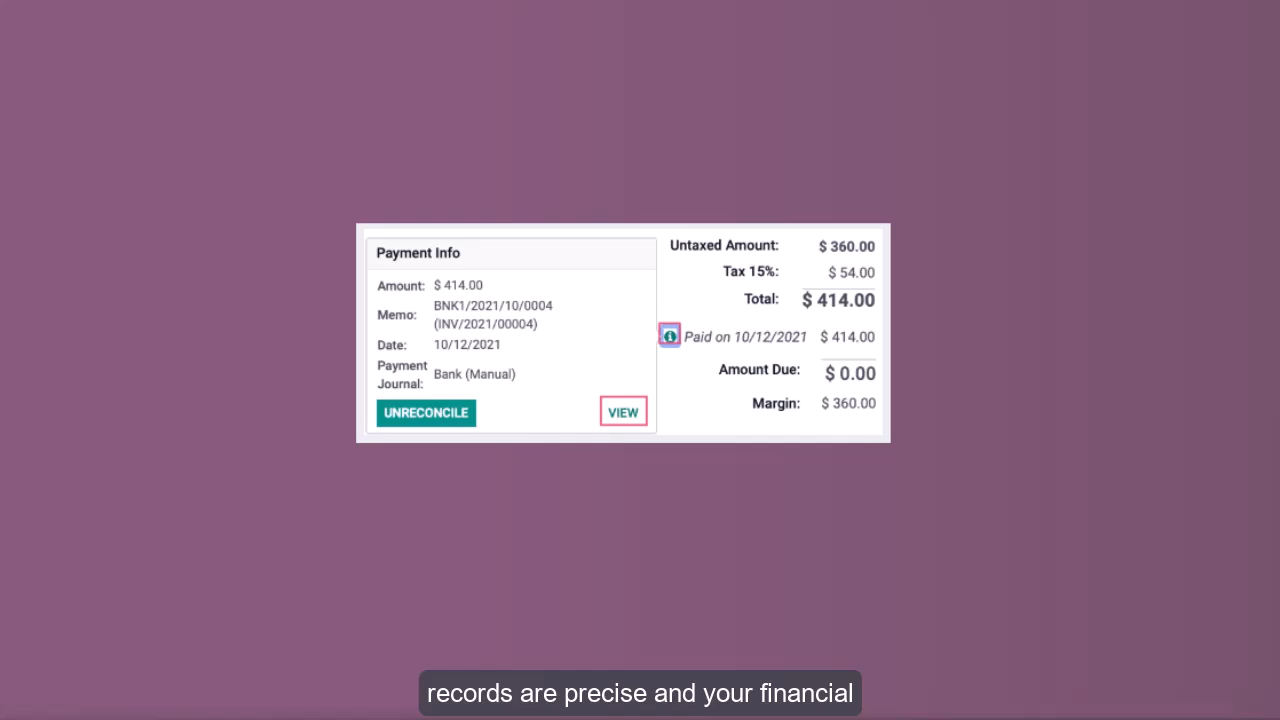 Payment Info
Amount: $ 414.00
Memo: BNK1/2021/10/0004
(INV/2021/00004)
Date: 10/12/2021
Payment
Journal: Bank (Manual)
UNRECONCILE VIEW
Untaxed Amount: $ 360.00
Tax 15%: $ 54.00
Total: $ 414.00
Paid on 10/12/2021 $ 414.00
Amount Due: $ 0.00
Margin: $ 360.00
records are precise and your financial